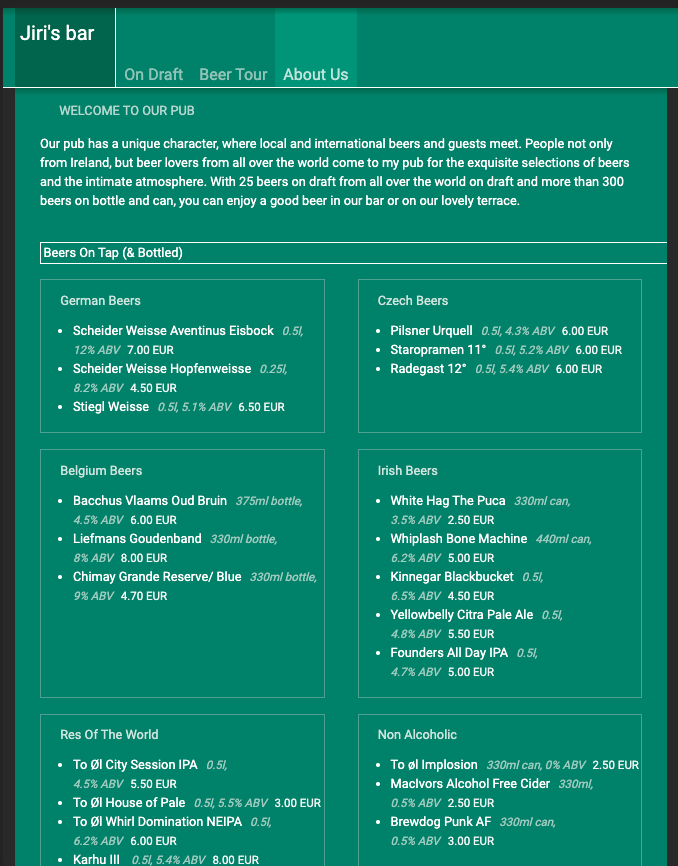 Jiri's bar
On Draft Beer Tour About Us
WELCOME TO OUR PUB
Our pub has a unique character, where local and international beers and guests meet. People not only
from Ireland, but beer lovers from all over the world come to my pub for the exquisite selections of beers
and the intimate atmosphere. With 25 beers on draft from all over the world on draft and more than 300
beers on bottle and can, you can enjoy a good beer in our bar or on our lovely terrace.
Beers On Tap (& Bottled)
German Beers
• Scheider Weisse Aventinus Eisbock 0.5l,
12% ABV 7.00 EUR
• Scheider Weisse Hopfenweisse 0.25l,
8.2% ABV 4.50 EUR
• Stiegl Weisse 0.5l, 5.1% ABV 6.50 EUR
Czech Beers
• Pilsner Urquell 0.5l, 4.3% ABV 6.00 EUR
• Staropramen 11° 0.5l, 5.2% ABV 6.00 EUR
• Radegast 12° 0.5l, 5.4% ABV 6.00 EUR
Belgium Beers
• Bacchus Vlaams Oud Bruin 375ml bottle,
4.5% ABV 6.00 EUR
• Liefmans Goudenband 330ml bottle,
8% ABV 8.00 EUR
• Chimay Grande Reserve/ Blue 330ml bottle,
9% ABV 4.70 EUR
Irish Beers
• White Hag The Puca 330ml can,
3.5% ABV 2.50 EUR
• Whiplash Bone Machine 440ml can,
6.2% ABV 5.00 EUR
• Kinnegar Blackbucket 0.5l,
6.5% ABV 4.50 EUR
• Yellowbelly Citra Pale Ale 0.5l,
4.8% ABV 5.50 EUR
• Founders All Day IPA 0.5l,
4.7% ABV 5.00 EUR
Res Of The World
• To Øl City Session IPA 0.5l,
4.5% ABV 5.50 EUR
• To Øl House of Pale 0.5l, 5.5% ABV 3.00 EUR
• To Øl Whirl Domination NEIPA 0.5l,
6.2% ABV 6.00 EUR
• Karhu III 0.5l, 5.4% ABV 8.00 EUR
Non Alcoholic
• To øl Implosion 330ml can, 0% ABV 2.50 EUR
• MacIvors Alcohol Free Cider 330ml,
0.5% ABV 2.50 EUR
• Brewdog Punk AF 330ml can,
0.5% ABV 3.00 EUR